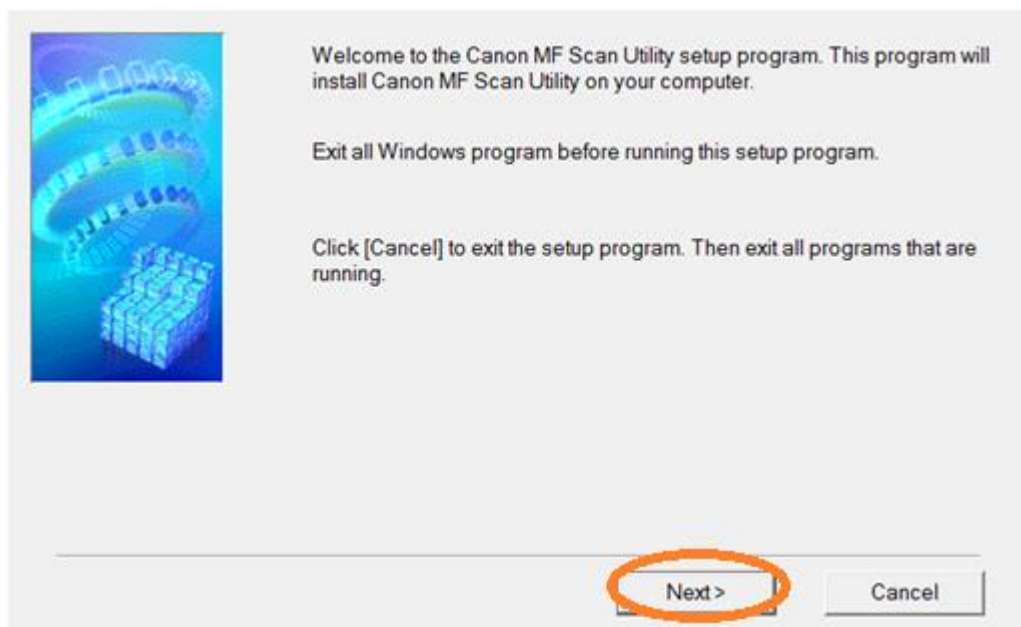 Welcome to the Canon MF Scan Utility setup program. This program will
install Canon MF Scan Utility on your computer.
Exit all Windows program before running this setup program.
Click [Cancel] to exit the setup program. Then exit all programs that are
running.
Next >
Cancel